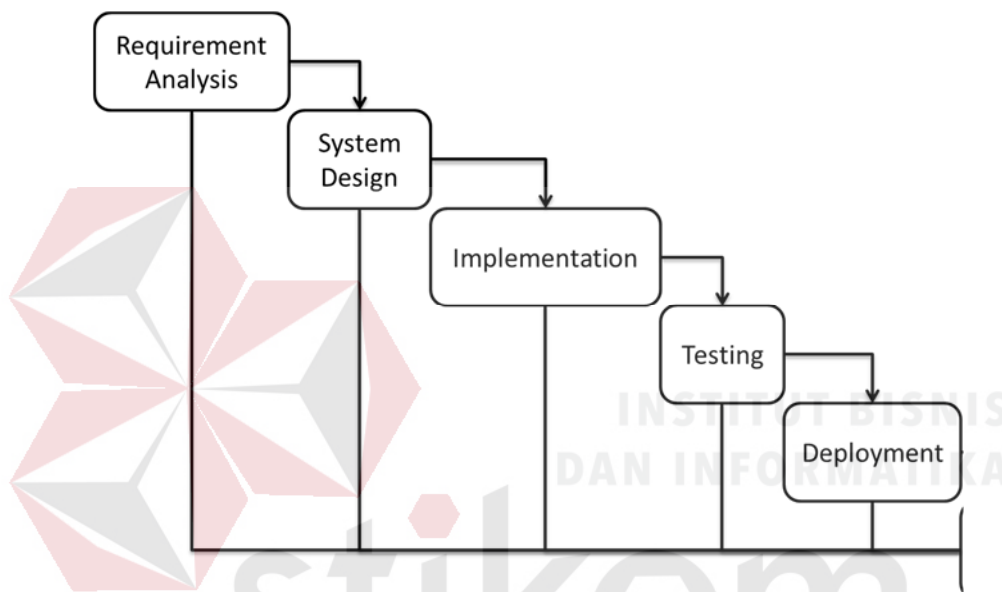 Requirement
Analysis
System
Design
Implementation
Testing
INSTITUT BISNIS
Deployment
DAN INFORMATIKA
stikom